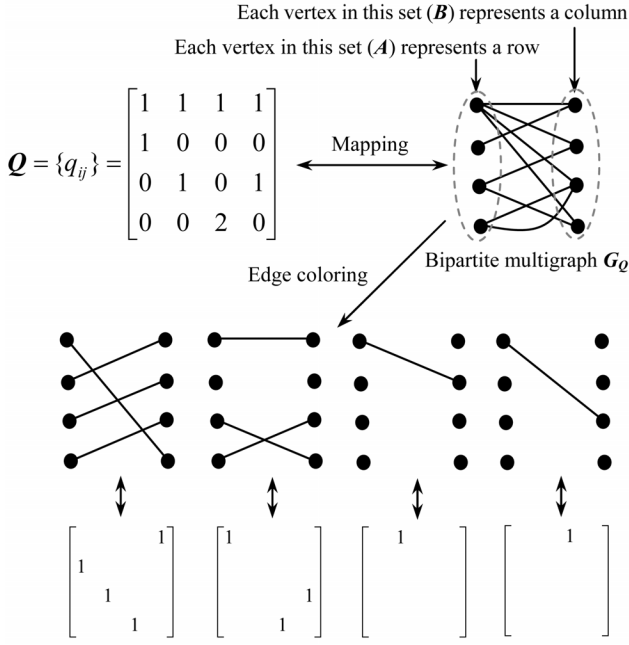 Each vertex in this set (B) represents a column
Each vertex in this set (A) represents a row
Q = {q_ij} =
1 1 1 1
1 0 0 0
0 1 0 1
0 0 2 0
Mapping
Bipartite multigraph G_Q
Edge coloring
1 1 1 1
1
1 1
1 1